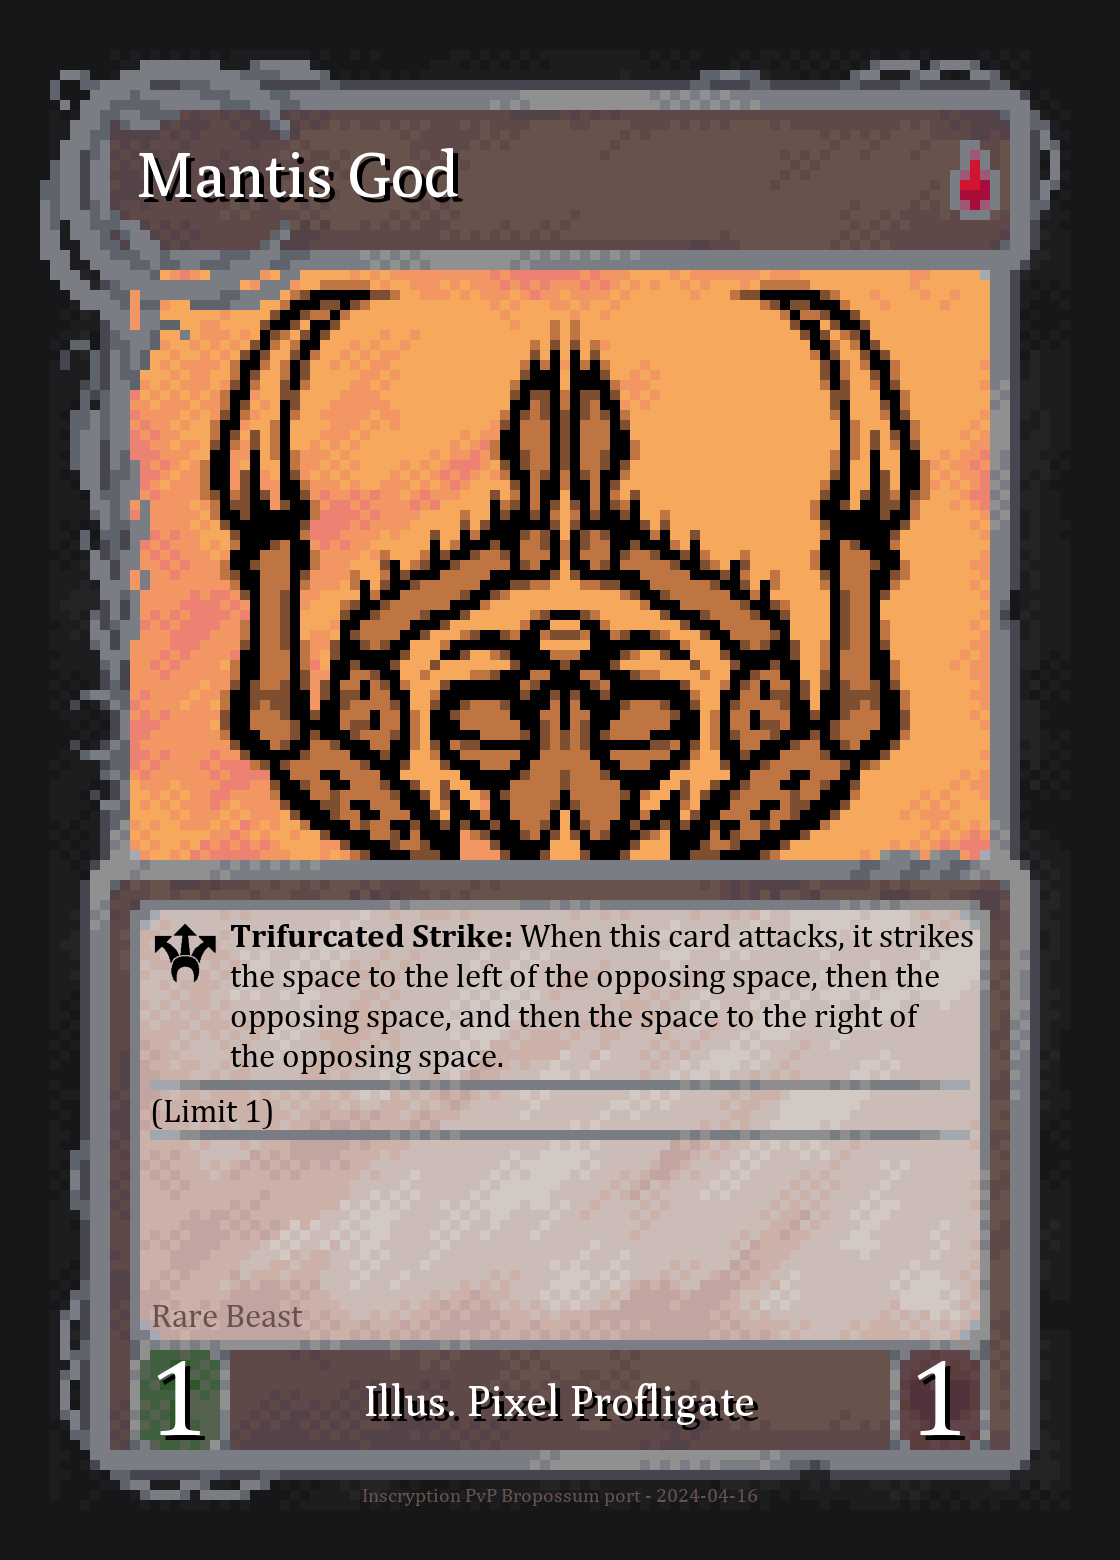 Mantis God
Trifurcated Strike: When this card attacks, it strikes
the space to the left of the opposing space, then the
opposing space, and then the space to the right of
the opposing space.
(Limit 1)
Rare Beast
1
Illus. Pixel Profligate
1
Inscryption PvP Bropossum port - 2024-04-16